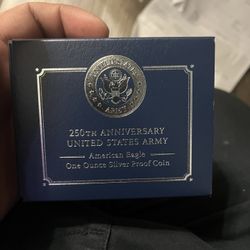 250TH ANNIVERSARY
UNITED STATES ARMY
American Eagle
One Ounce Silver Proof Coin